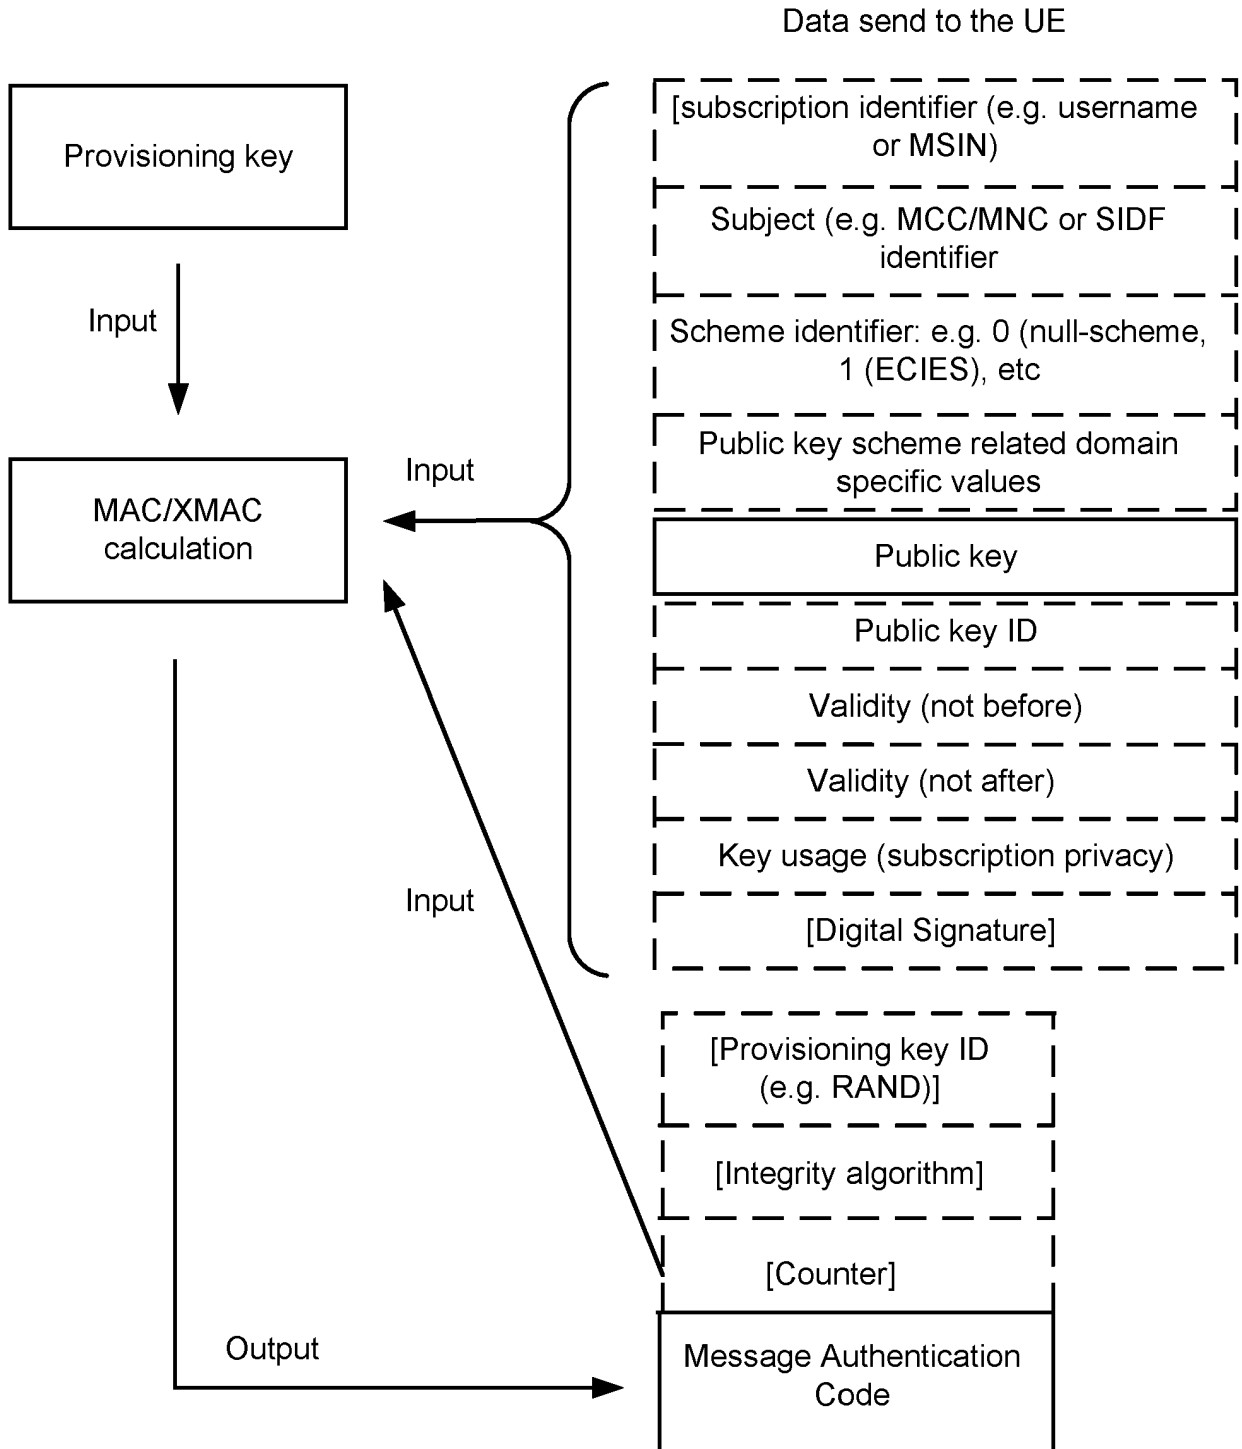 Data send to the UE
Provisioning key
Input
MAC/XMAC
calculation
Input
Input
Output
[subscription identifier (e.g. username
or MSIN)
Subject (e.g. MCC/MNC or SIDF
identifier
Scheme identifier: e.g. 0 (null-scheme,
1 (ECIES), etc
Public key scheme related domain
specific values
Public key
Public key ID
Validity (not before)
Validity (not after)
Key usage (subscription privacy)
[Digital Signature]
[Provisioning key ID
(e.g. RAND)]
[Integrity algorithm]
[Counter]
Message Authentication
Code